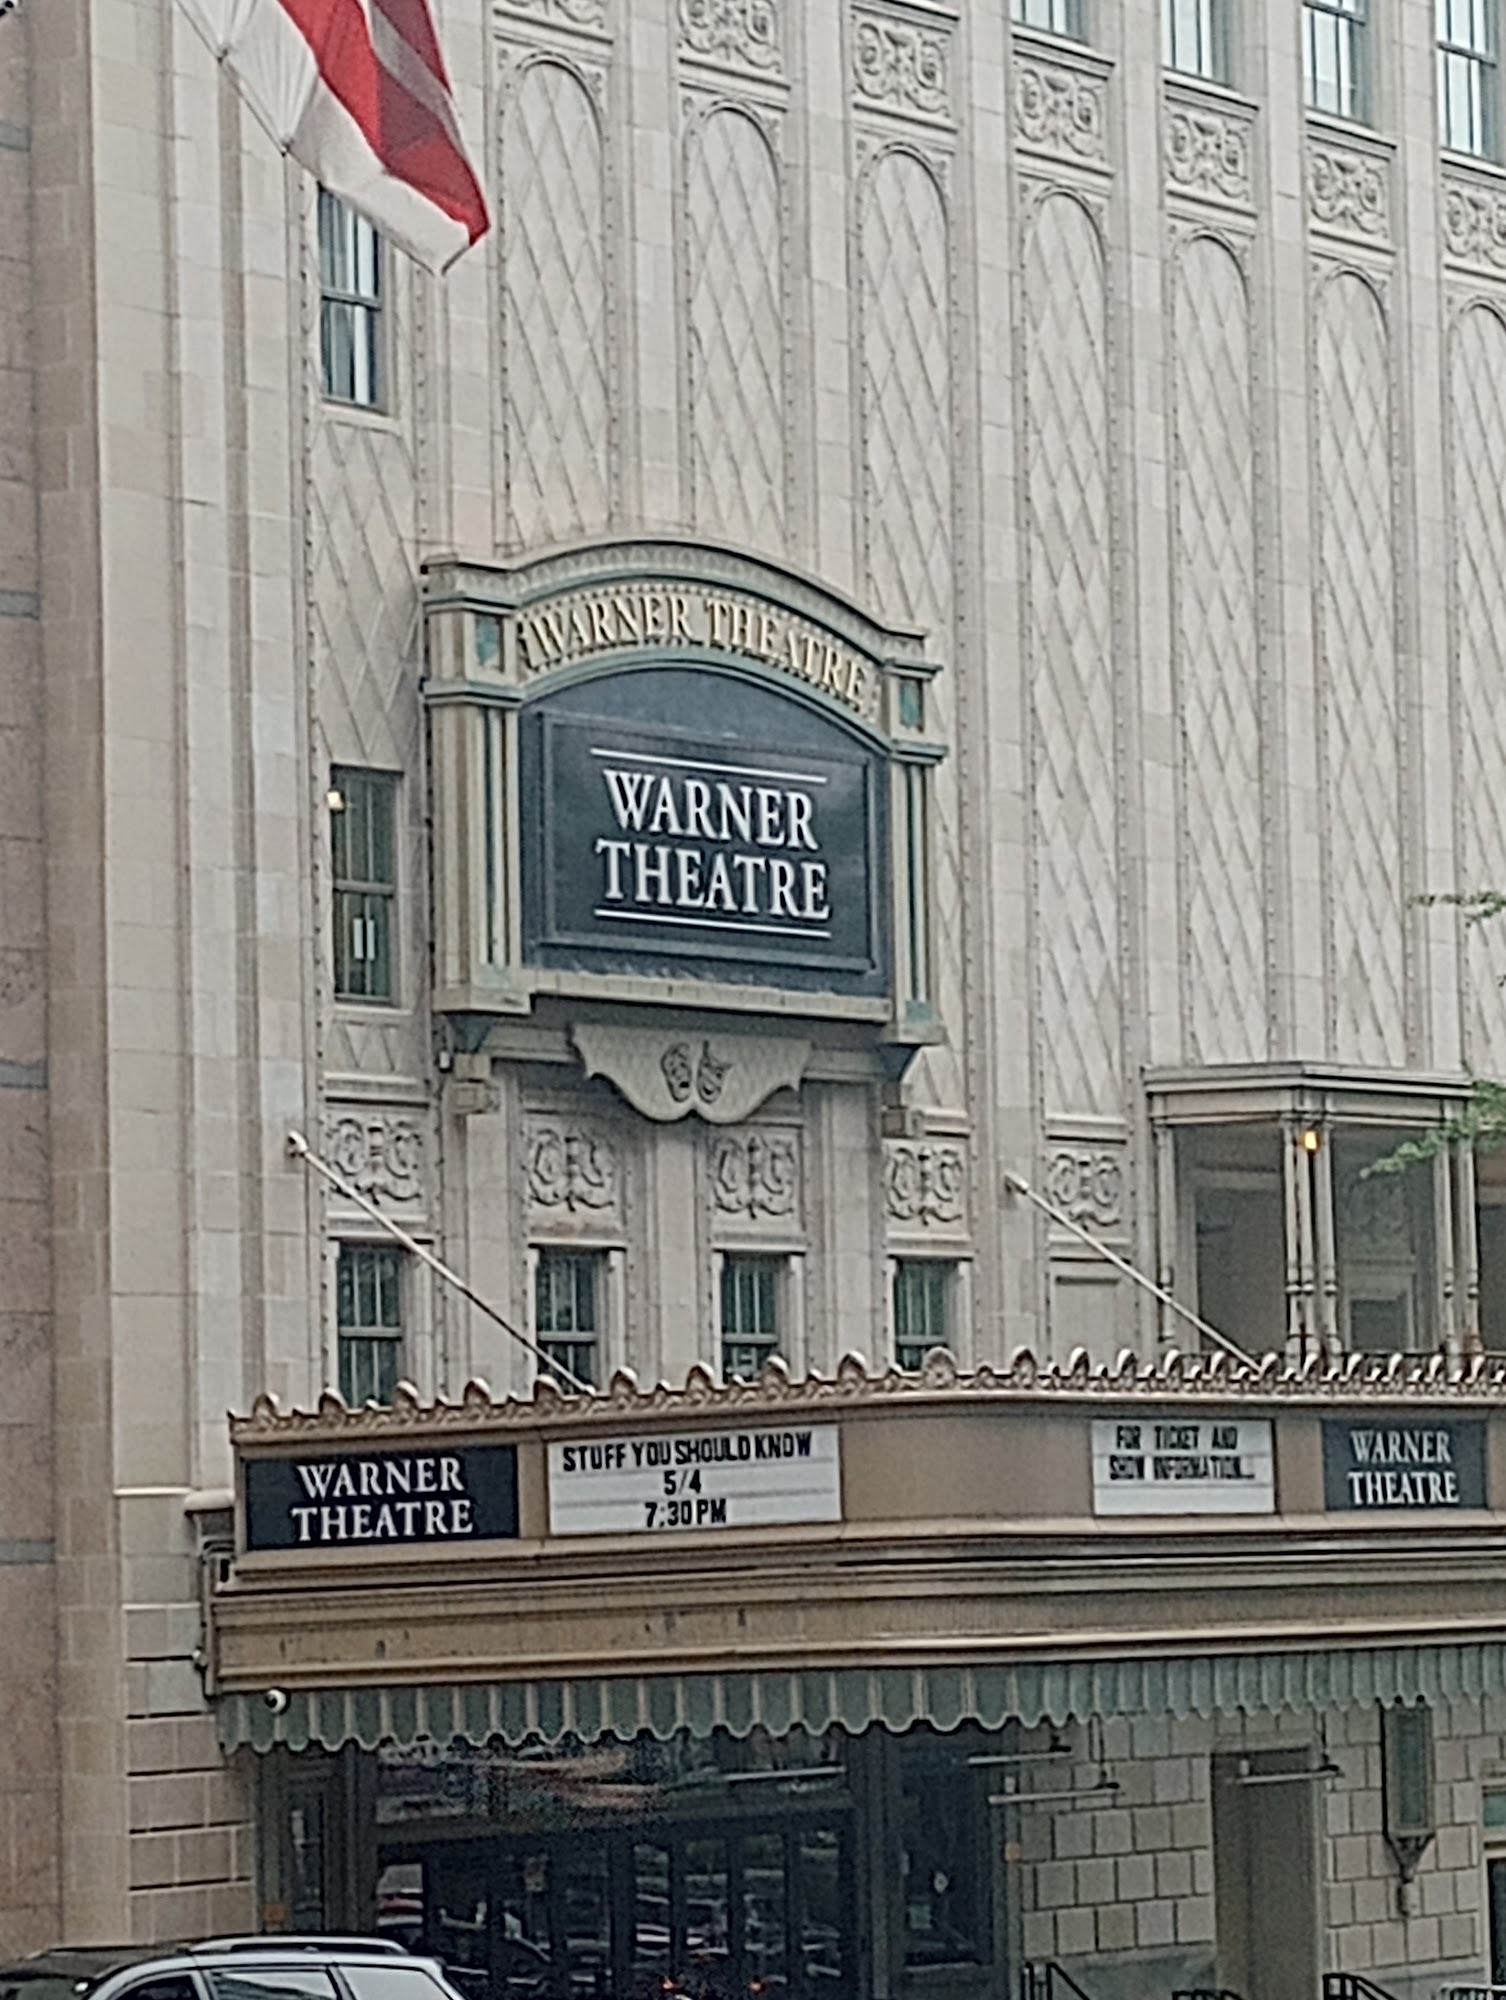 WARNER THEATRE
WARNER
THEATRE
WARNER
THEATRE
STUFF YOU SHOULD KNOW
5/4
7:30PM
FOR TICKET AND
SHOW INFORMATION...
WARNER
THEATRE